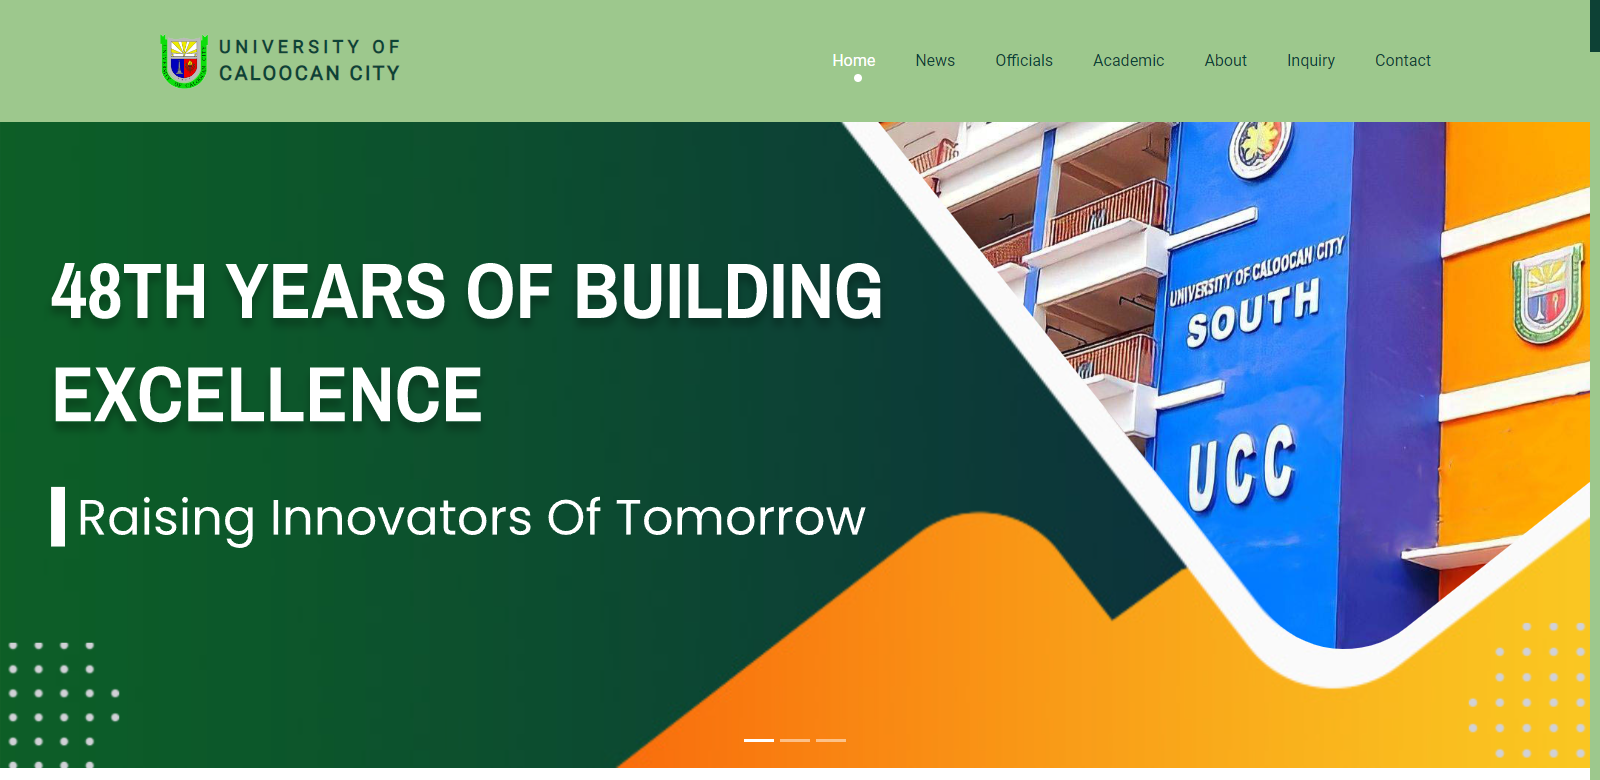 UNIVERSITY OF
CALOOCAN CITY
Home News Officials Academic About Inquiry Contact
48TH YEARS OF BUILDING
EXCELLENCE
Raising Innovators Of Tomorrow
UNIVERSITY OF CALOOCAN CITY
SOUTH
UCC